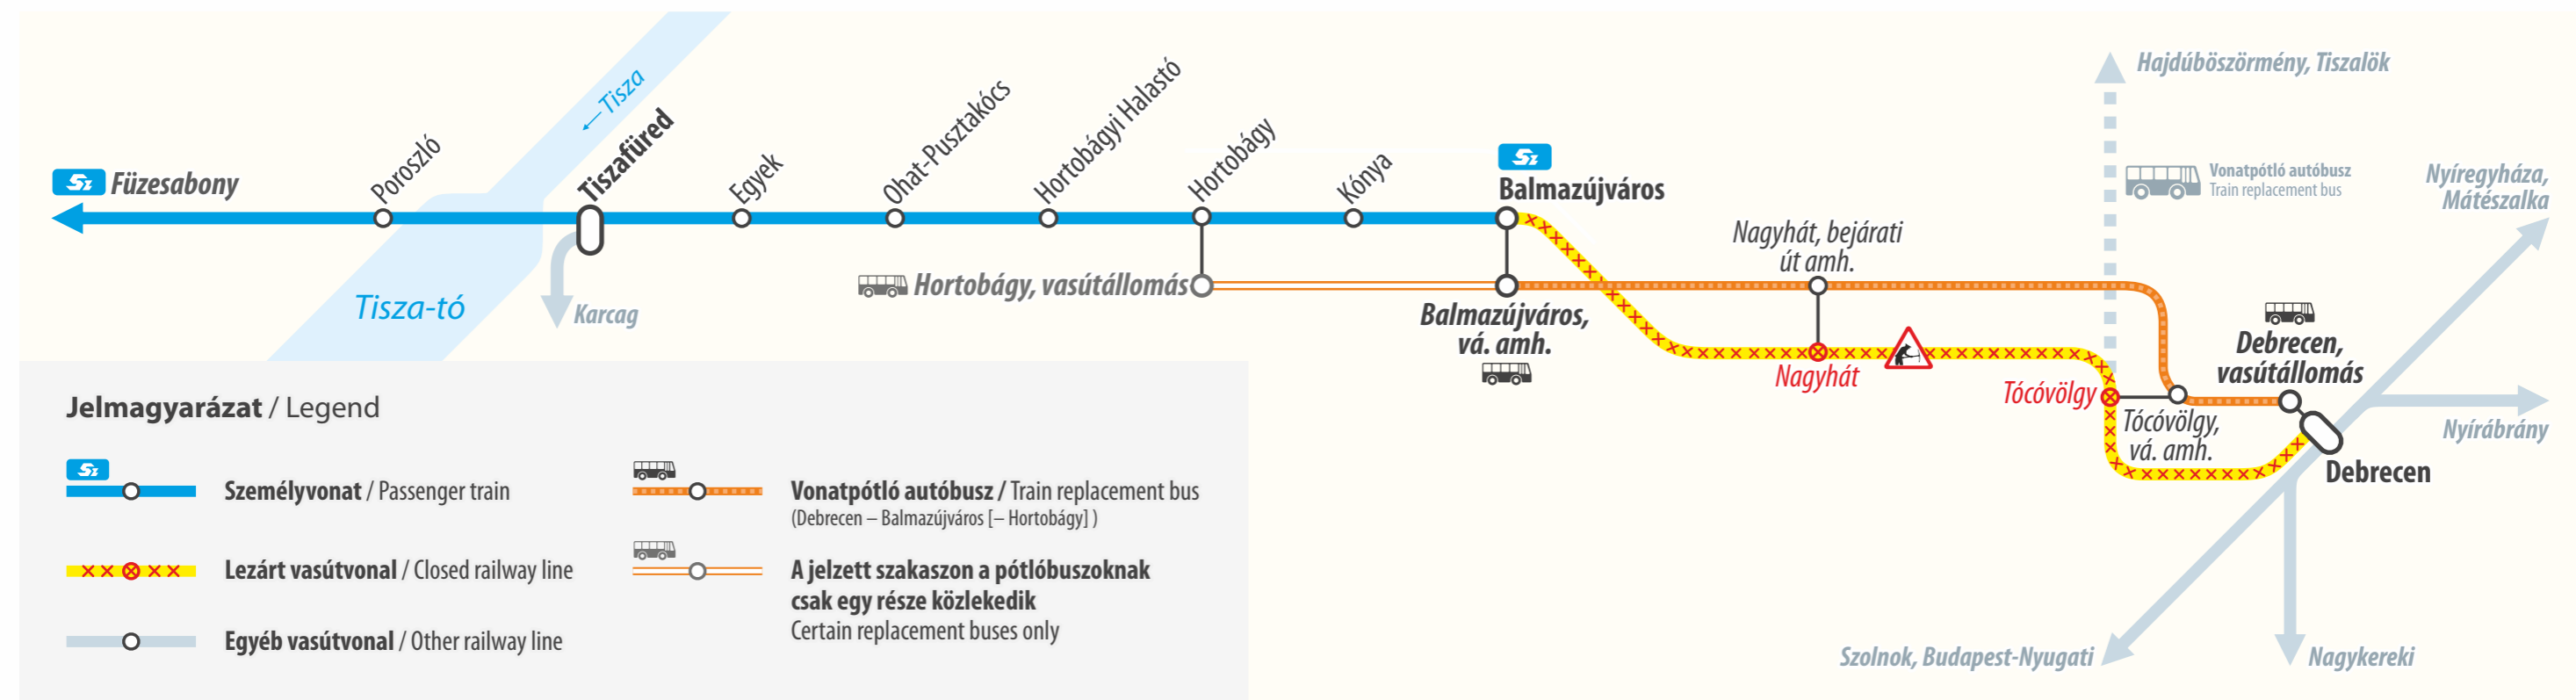 Hajdúböszörmény, Tiszalök
← Tisza
Sz Füzesabony
Poroszló
Tiszafüred
Egyek
Ohat-Pusztakócs
Hortobágyi Halastó
Hortobágy
Kónya
Sz
Balmazújváros
Vonatpótló autóbusz
Train replacement bus
Nyíregyháza,
Mátészalka
Nagyhát, bejárati
út amh.
Tisza-tó
Karcag
Hortobágy, vasútállomás
Balmazújváros,
vá. amh.
Nagyhát
Tócóvölgy
Tócóvölgy,
vá. amh.
Debrecen,
vasútállomás
Debrecen
Nyírábrány
Szolnok, Budapest-Nyugati
Nagykereki
Jelmagyarázat / Legend
Sz
Személyvonat / Passenger train
Lezárt vasútvonal / Closed railway line
Egyéb vasútvonal / Other railway line
Vonatpótló autóbusz / Train replacement bus
(Debrecen – Balmazújváros [– Hortobágy] )
A jelzett szakaszon a pótlóbuszoknak
csak egy része közlekedik
Certain replacement buses only